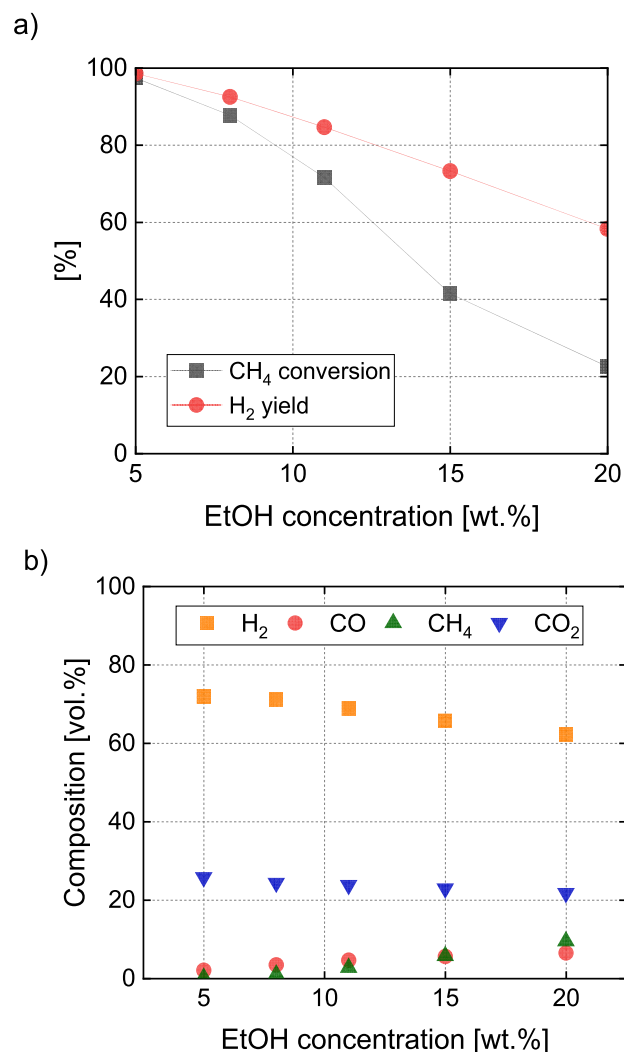 a)
100
80
60
40
20
0
[%]
CH₄ conversion
H₂ yield
5 10 15 20
EtOH concentration [wt.%]
b)
100
80
60
40
20
0
Composition [vol.%]
H₂ CO CH₄ CO₂
5 10 15 20
EtOH concentration [wt.%]